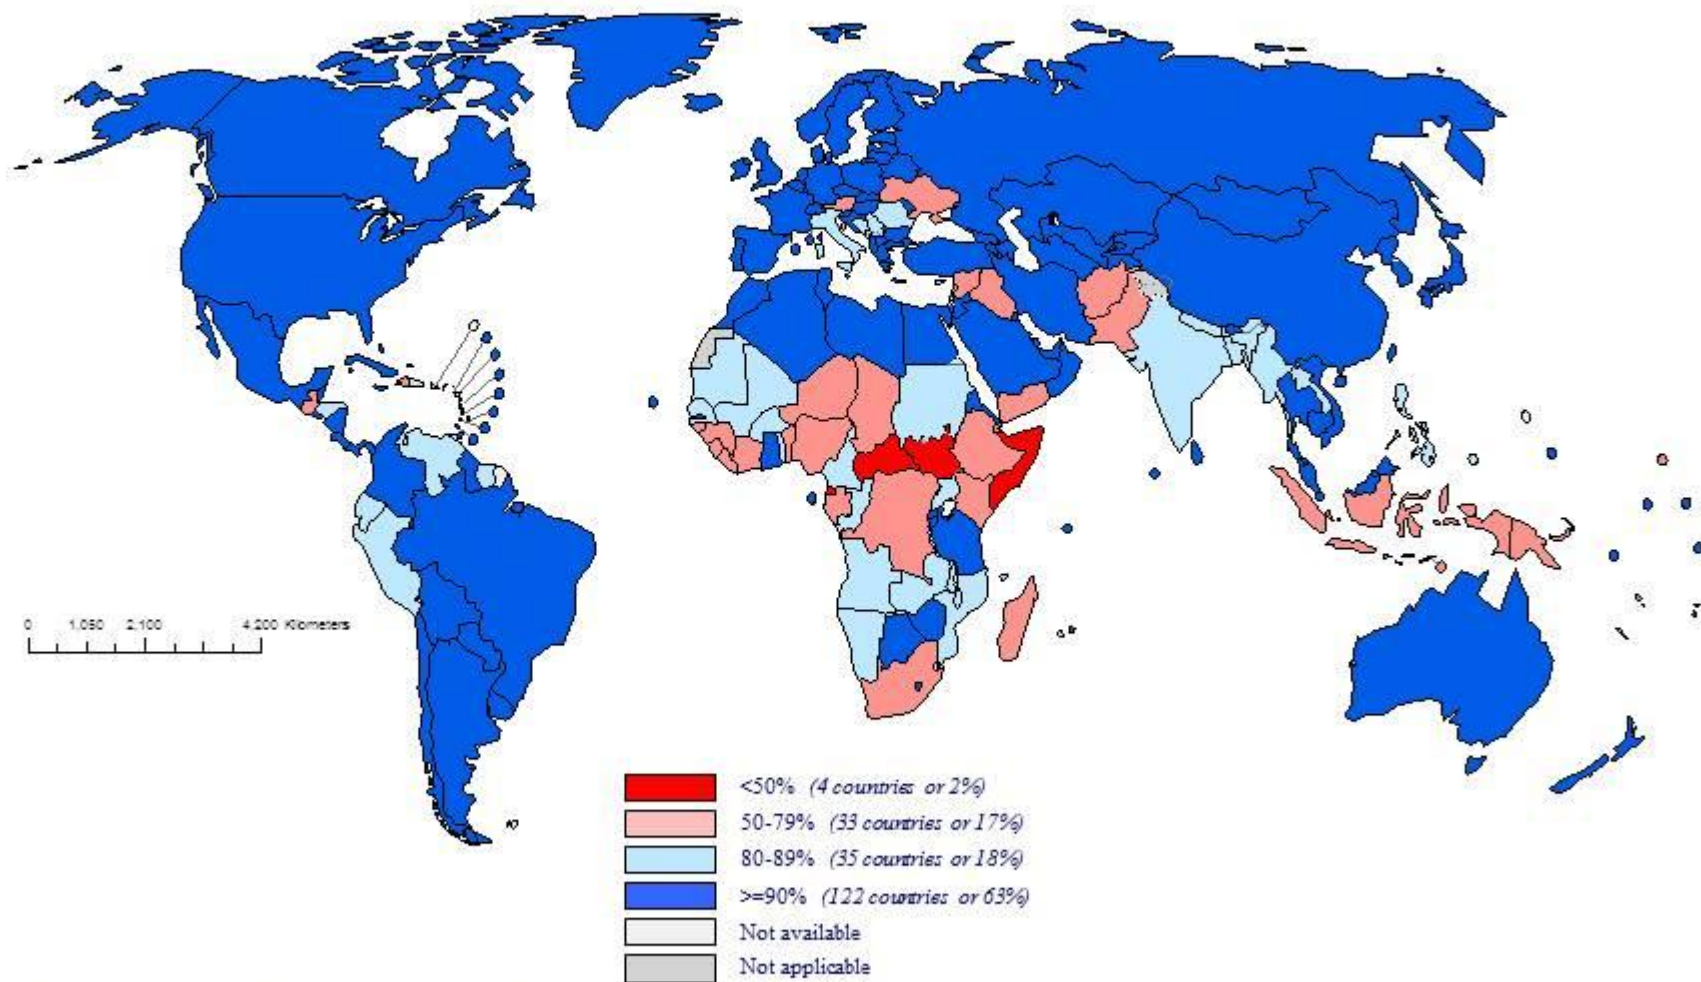 0 1,050 2,100 4,200 Kilometers
<50% (4 countries or 2%)
50-79% (33 countries or 17%)
80-89% (35 countries or 18%)
>=90% (122 countries or 63%)
Not available
Not applicable